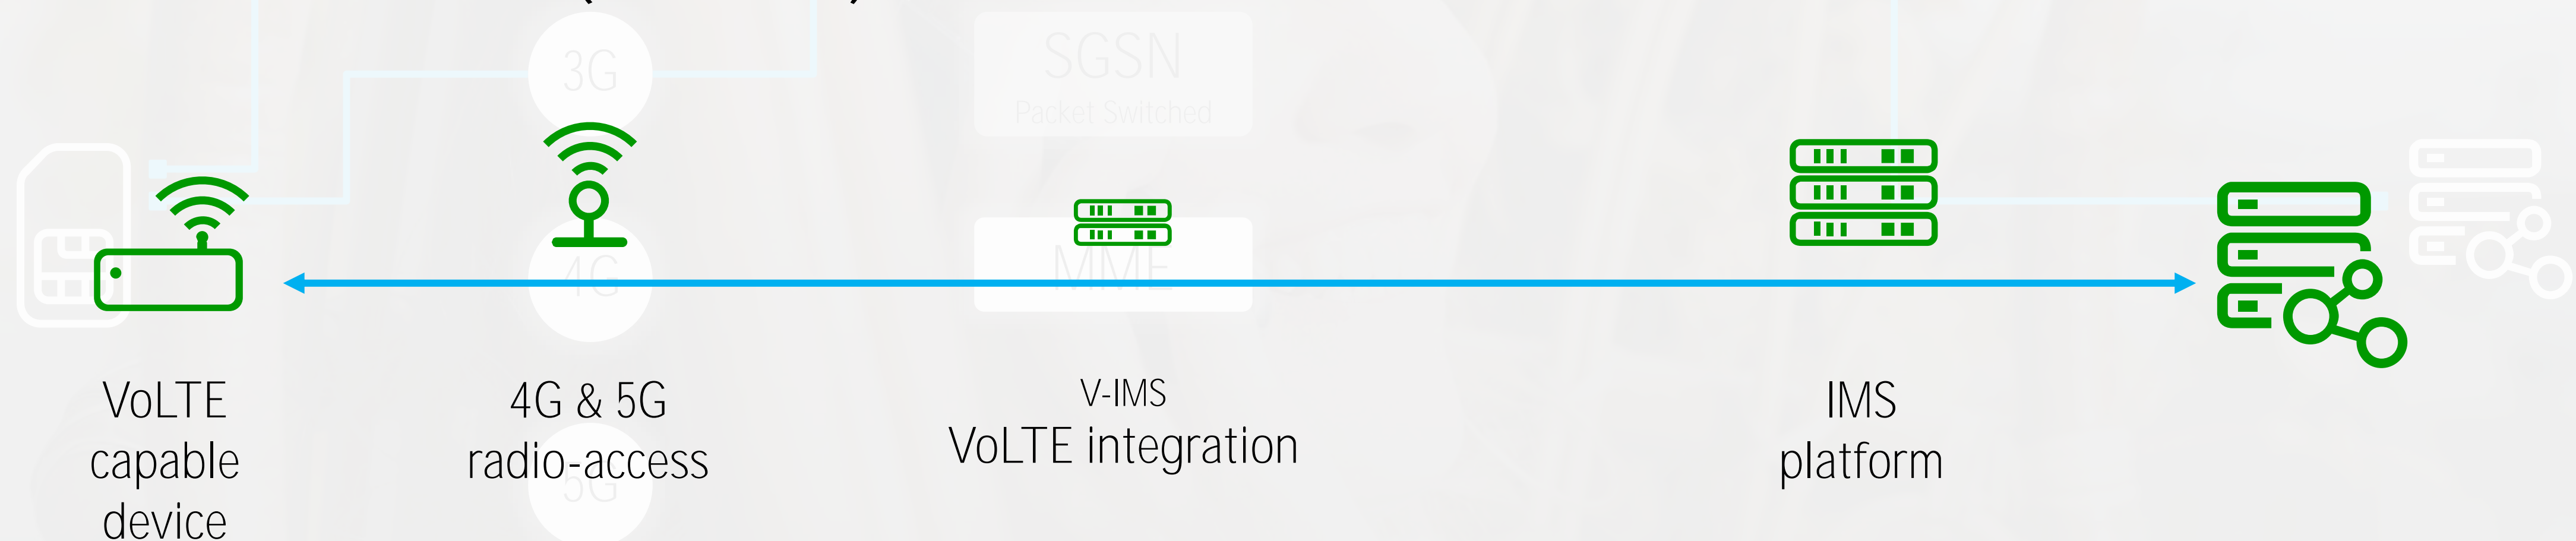 3G
SGSN
Packet Switched
4G
MME
VoLTE
capable
device
4G & 5G
radio-access
5G
V-IMS
VoLTE integration
IMS
platform